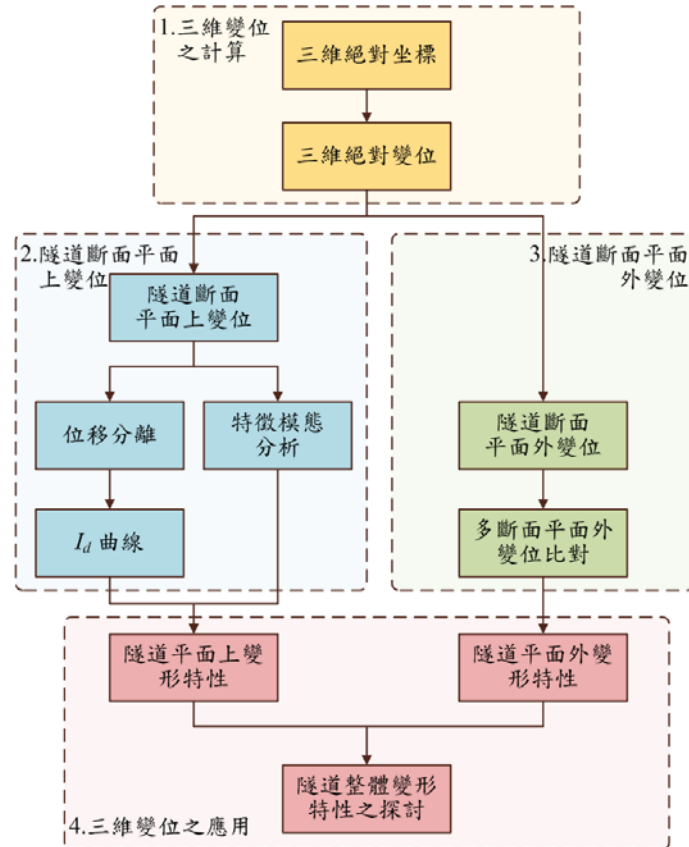 1.三維變位
之計算
三維絕對坐標
三維絕對變位
2.隧道斷面平面
上變位
3.隧道斷面平面
外變位
隧道斷面
平面上變位
位移分離
特徵模態
分析
隧道斷面
平面外變位
I_d 曲線
多斷面平面外
變位比對
隧道平面上變
形特性
隧道平面外變
形特性
隧道整體變形
特性之探討
4.三維變位之應用